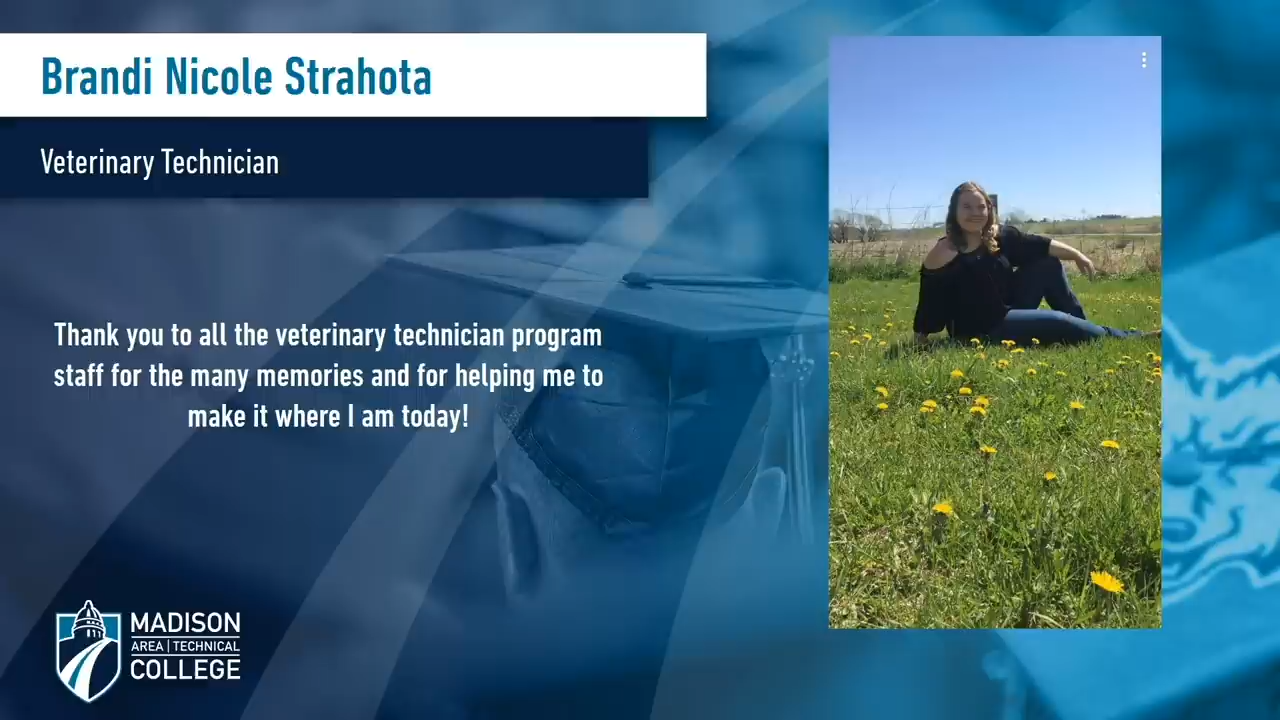 Brandi Nicole Strahota
Veterinary Technician
Thank you to all the veterinary technician program
staff for the many memories and for helping me to
make it where I am today!
MADISON
AREA | TECHNICAL
COLLEGE